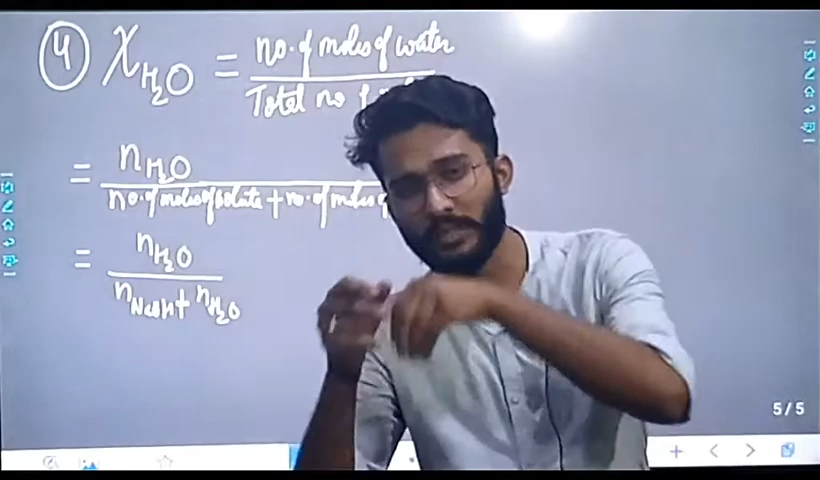 4 χH₂O = no. of moles of water
Total no
= nH₂O
no. of moles of solute + no. of moles
= nH₂O
nNaOH + nH₂O
5/5